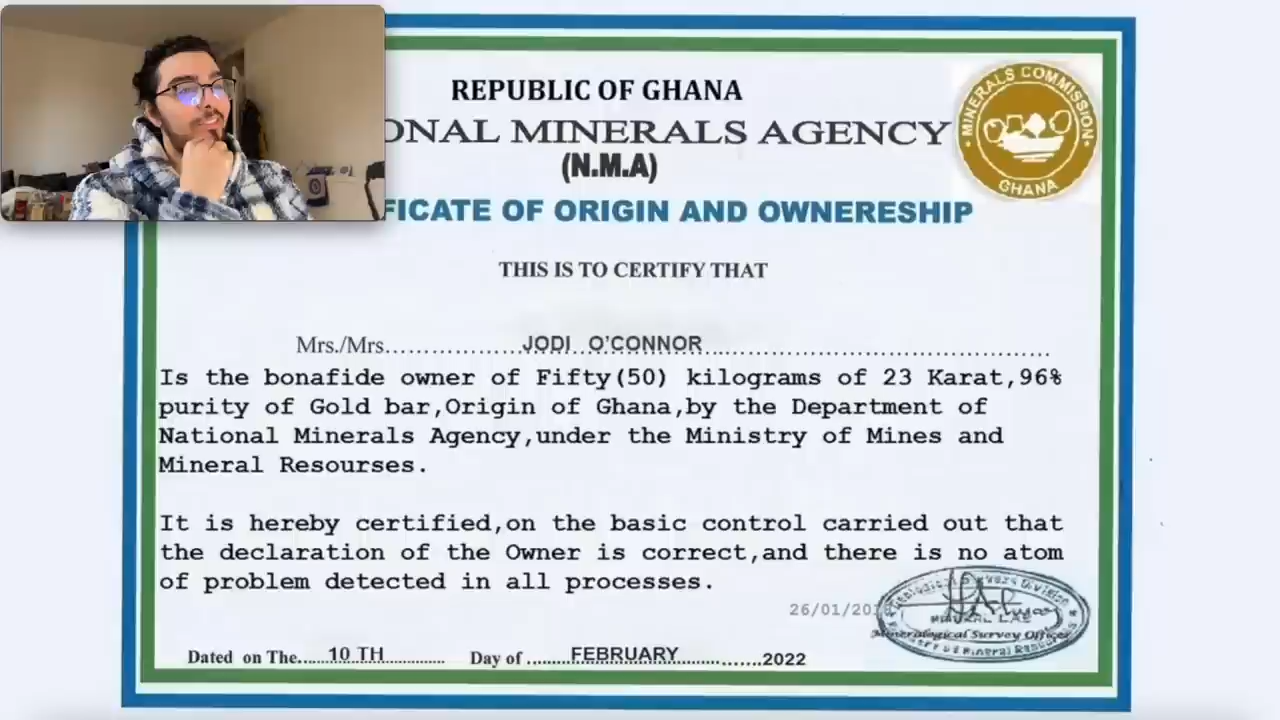 REPUBLIC OF GHANA
ONAL MINERALS AGENCY
(N.M.A)
FICATE OF ORIGIN AND OWNERESHIP
MINERALS COMMISSION
GHANA
THIS IS TO CERTIFY THAT
Mrs./Mrs.................JODI O'CONNOR.................................
Is the bonafide owner of Fifty(50) kilograms of 23 Karat,96%
purity of Gold bar,Origin of Ghana,by the Department of
National Minerals Agency,under the Ministry of Mines and
Mineral Resourses.
It is hereby certified,on the basic control carried out that
the declaration of the Owner is correct,and there is no atom
of problem detected in all processes.
26/01/20
MINERAL LAB
Mineralogical Survey Officer
Dated on The....10 TH............ Day of ........FEBRUARY..............2022